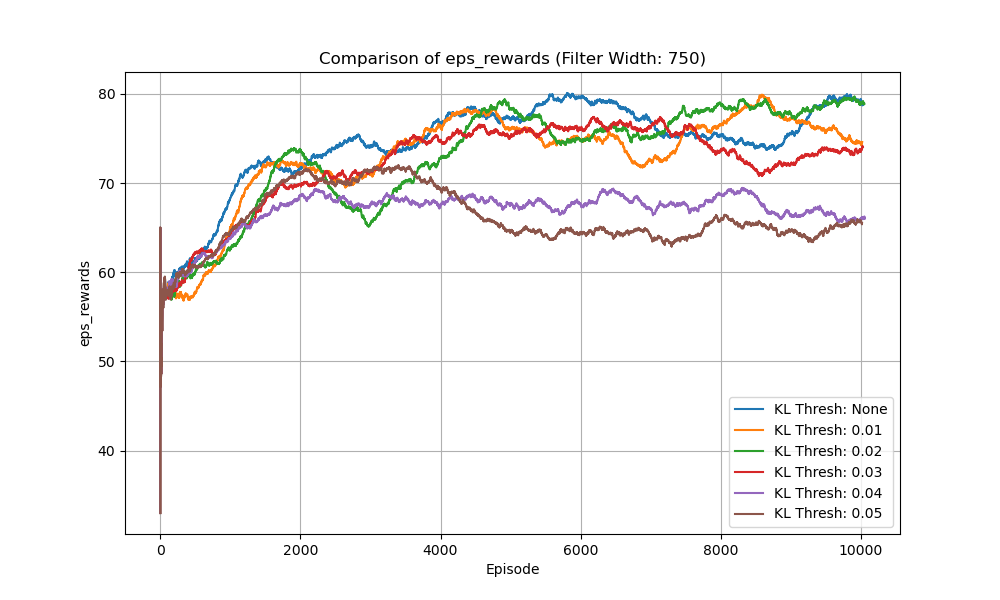 Comparison of eps_rewards (Filter Width: 750)
eps_rewards
80
70
60
50
40
0
2000
4000
6000
8000
10000
Episode
KL Thresh: None
KL Thresh: 0.01
KL Thresh: 0.02
KL Thresh: 0.03
KL Thresh: 0.04
KL Thresh: 0.05